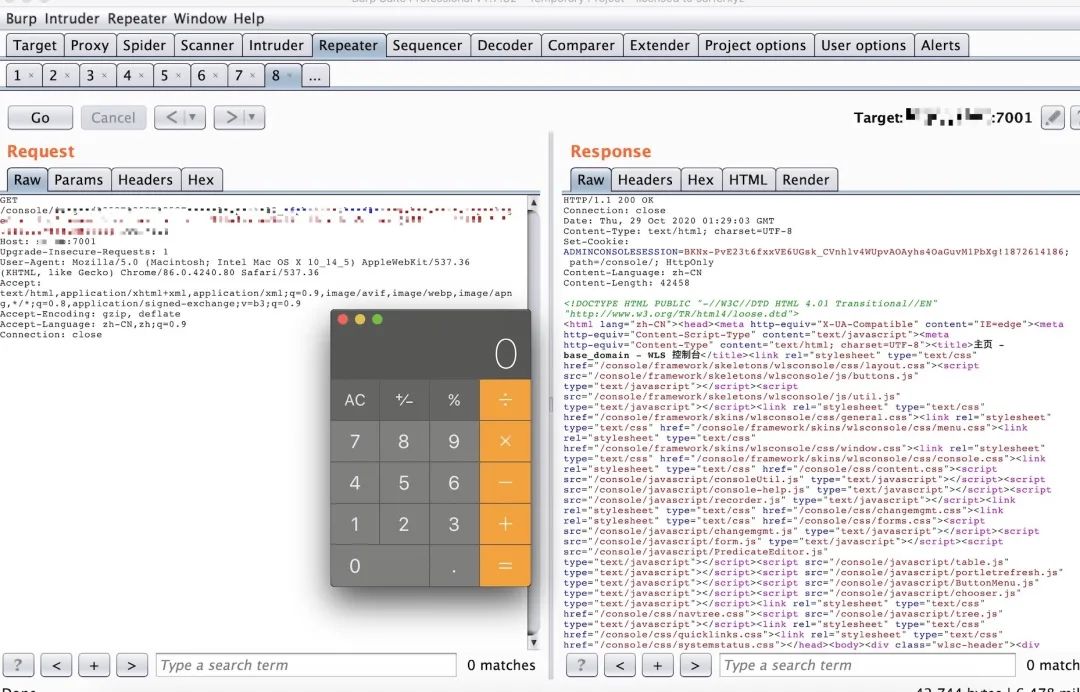 Burp Intruder Repeater Window Help
Target Proxy Spider Scanner Intruder Repeater Sequencer Decoder Comparer Extender Project options User options Alerts
1 × 2 × 3 × 4 × 5 × 6 × 7 × 8 × ...
Go Cancel < > Target: :7001
Request
Raw Params Headers Hex
GET
/console/
Host: :7001
Upgrade-Insecure-Requests: 1
User-Agent: Mozilla/5.0 (Macintosh; Intel Mac OS X 10_14_5) AppleWebKit/537.36
(KHTML, like Gecko) Chrome/86.0.4240.80 Safari/537.36
Accept:
text/html,application/xhtml+xml,application/xml;q=0.9,image/avif,image/webp,image/apn
g,*/*;q=0.8,application/signed-exchange;v=b3;q=0.9
Accept-Encoding: gzip, deflate
Accept-Language: zh-CN,zh;q=0.9
Connection: close
0
AC +/- % ÷
7 8 9 ×
4 5 6 −
1 2 3 +
0 . =
? < + > Type a search term 0 matches
Response
Raw Headers Hex HTML Render
HTTP/1.1 200 OK
Connection: close
Date: Thu, 29 Oct 2020 01:29:03 GMT
Content-Type: text/html; charset=UTF-8
Set-Cookie:
ADMINCONSOLESESSION=BKNx-PvE23t6fxxVE6UGsk_CVnhlv4WUpvAOAyhs4OaGuvM1PbXg!1872614186;
path=/console/; HttpOnly
Content-Language: zh-CN
Content-Length: 42458
<!DOCTYPE HTML PUBLIC "-//W3C//DTD HTML 4.01 Transitional//EN"
"http://www.w3.org/TR/html4/loose.dtd">
<html lang="zh-CN"><head><meta http-equiv="X-UA-Compatible" content="IE=edge"><meta
http-equiv="Content-Script-Type" content="text/javascript"><meta
http-equiv="Content-Type" content="text/html; charset=UTF-8"><title>主页 -
base_domain - WLS 控制台</title><link rel="stylesheet" type="text/css"
href="/console/framework/skeletons/wlsconsole/css/layout.css"><script
src="/console/framework/skeletons/wlsconsole/js/buttons.js"
type="text/javascript"></script><script
src="/console/framework/skeletons/wlsconsole/js/util.js"
type="text/javascript"></script><link rel="stylesheet" type="text/css"
href="/console/framework/skins/wlsconsole/css/general.css"><link rel="stylesheet"
type="text/css" href="/console/framework/skins/wlsconsole/css/menu.css"><link
rel="stylesheet" type="text/css"
href="/console/framework/skins/wlsconsole/css/window.css"><link rel="stylesheet"
type="text/css" href="/console/framework/skins/wlsconsole/css/console.css"><link
rel="stylesheet" type="text/css" href="/console/css/content.css"><script
src="/console/javascript/consoleUtil.js" type="text/javascript"></script><script
src="/console/javascript/console-help.js" type="text/javascript"></script><script
src="/console/javascript/recorder.js" type="text/javascript"></script><link
rel="stylesheet" type="text/css" href="/console/css/changemgmt.css"><link
rel="stylesheet" type="text/css" href="/console/css/forms.css"><script
src="/console/javascript/changemgmt.js" type="text/javascript"></script><script
src="/console/javascript/form.js" type="text/javascript"></script><script
src="/console/javascript/PredicateEditor.js"
type="text/javascript"></script><script src="/console/javascript/table.js"
type="text/javascript"></script><script src="/console/javascript/portletrefresh.js"
type="text/javascript"></script><script src="/console/javascript/ButtonMenu.js"
type="text/javascript"></script><script src="/console/javascript/chooser.js"
type="text/javascript"></script><link rel="stylesheet" type="text/css"
href="/console/css/navtree.css"><script src="/console/javascript/tree.js"
type="text/javascript"></script><link rel="stylesheet" type="text/css"
href="/console/css/quicklinks.css"><link rel="stylesheet" type="text/css"
href="/console/css/systemstatus.css"></head><body><div class="wlsc-header"><div
? < + > Type a search term 0 match